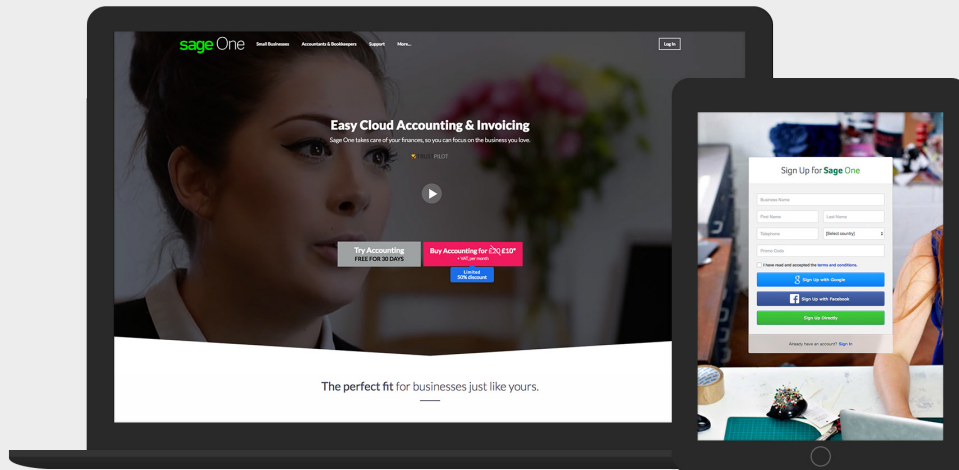 sage One
Small Businesses Accountants & Bookkeepers Support More... Log In
Easy Cloud Accounting & Invoicing
Sage One takes care of your finances, so you can focus on the business you love.
TRUSTPILOT
Try Accounting
FREE FOR 30 DAYS
Buy Accounting for £20 £10*
+ VAT, per month
Limited
50% discount
The perfect fit for businesses just like yours.
Sign Up for Sage One
Business Name
First Name Last Name
Telephone (Select country)
Promo Code
I have read and accepted the terms and conditions.
Sign Up with Google
Sign Up with Facebook
Sign Up Directly
Already have an account? Sign In